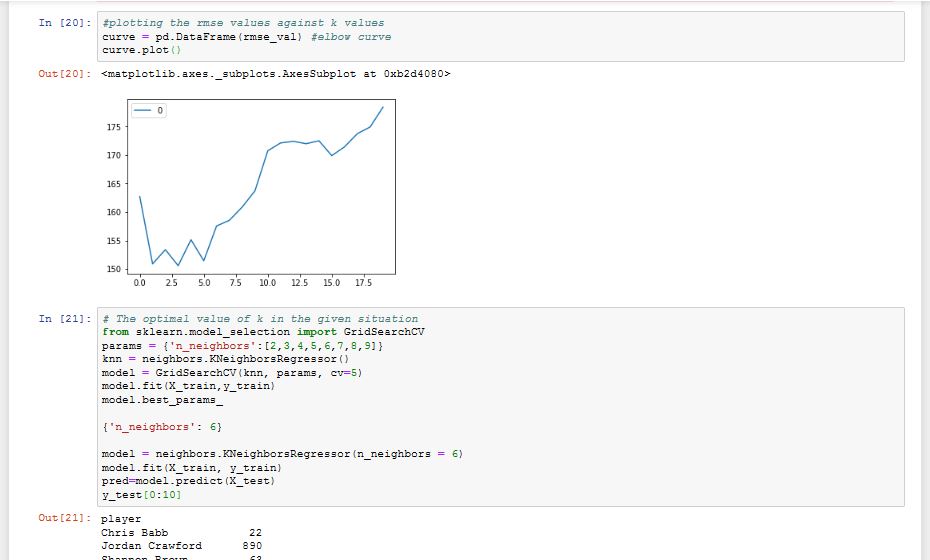 In [20]: #plotting the rmse values against k values
curve = pd.DataFrame(rmse_val) #elbow curve
curve.plot()
Out[20]: <matplotlib.axes._subplots.AxesSubplot at 0xb2d4080>
0
175
170
165
160
155
150
0.0 2.5 5.0 7.5 10.0 12.5 15.0 17.5
In [21]: # The optimal value of k in the given situation
from sklearn.model_selection import GridSearchCV
params = {'n_neighbors':[2,3,4,5,6,7,8,9]}
knn = neighbors.KNeighborsRegressor()
model = GridSearchCV(knn, params, cv=5)
model.fit(X_train,y_train)
model.best_params_
{'n_neighbors': 6}
model = neighbors.KNeighborsRegressor(n_neighbors = 6)
model.fit(X_train, y_train)
pred=model.predict(X_test)
y_test[0:10]
Out[21]: player
Chris Babb 22
Jordan Crawford 890
Shannon Brown 63